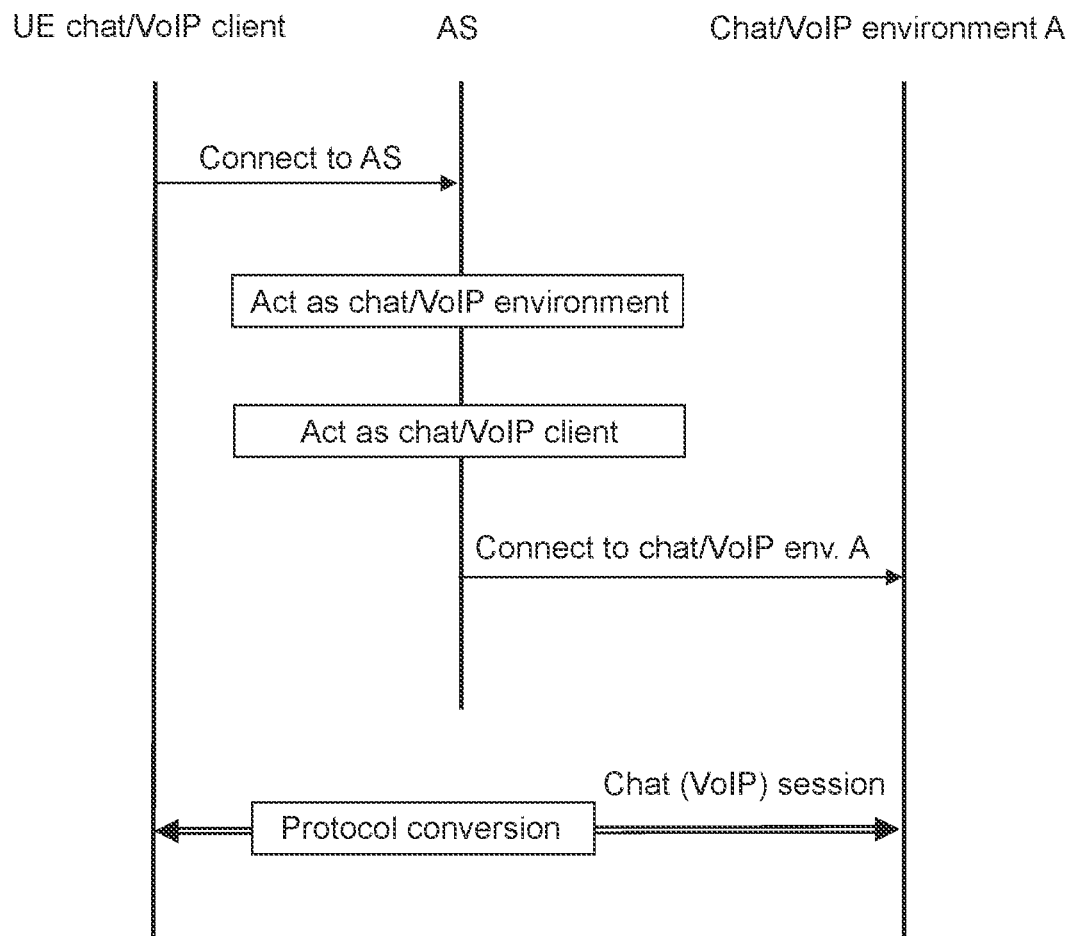 UE chat/VoIP client
AS
Chat/VoIP environment A
Connect to AS
Act as chat/VoIP environment
Act as chat/VoIP client
Connect to chat/VoIP env. A
Chat (VoIP) session
Protocol conversion